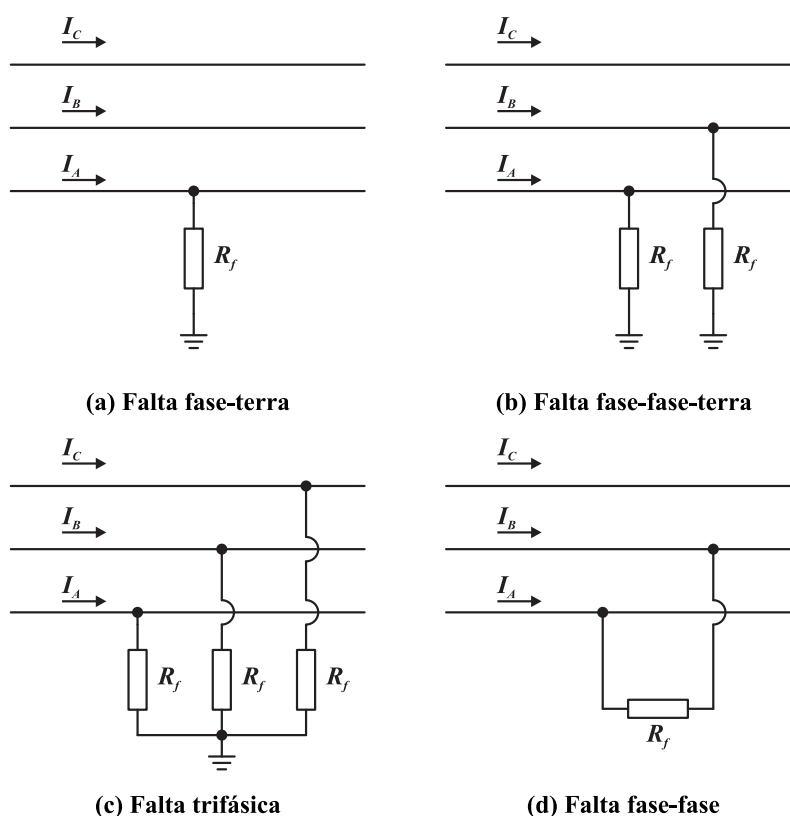 I_C
I_B
I_A
R_f
(a) Falta fase-terra
I_C
I_B
I_A
R_f R_f
(b) Falta fase-fase-terra
I_C
I_B
I_A
R_f R_f R_f
(c) Falta trifásica
I_C
I_B
I_A
R_f
(d) Falta fase-fase